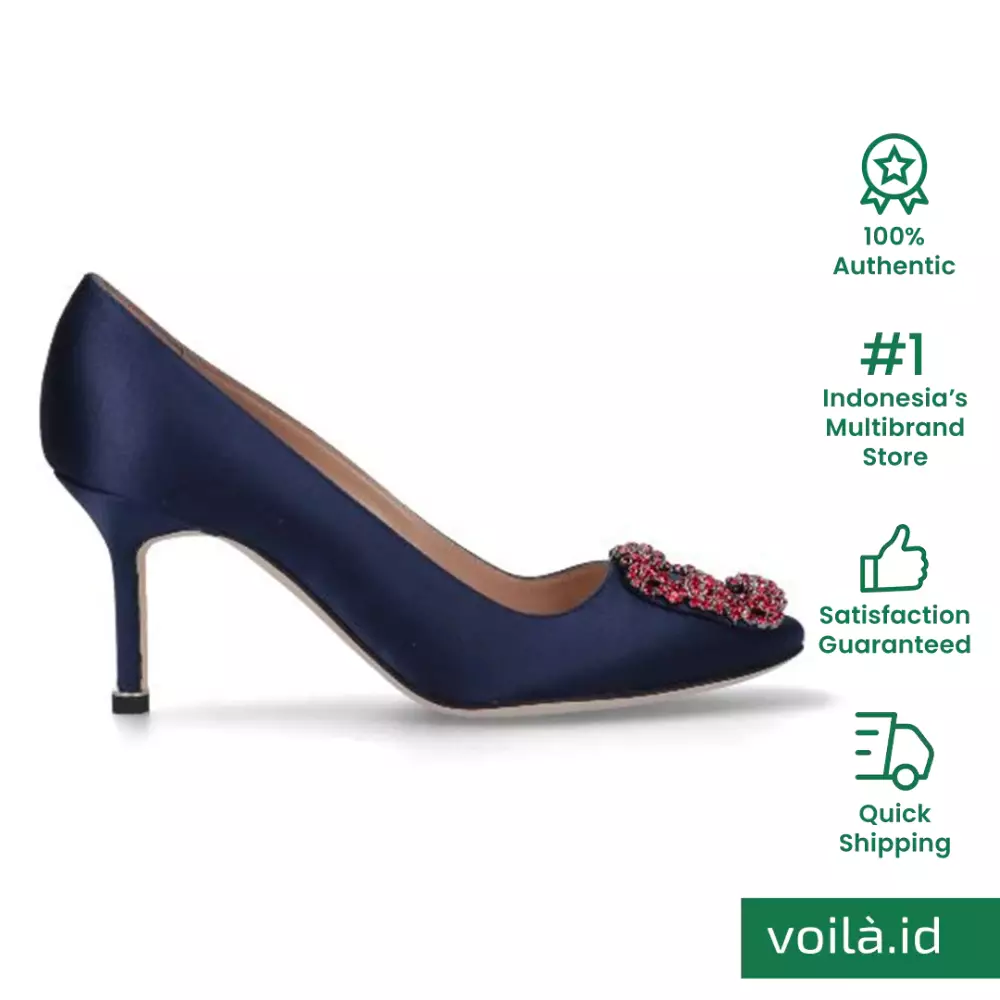 100%
Authentic
#1
Indonesia’s
Multibrand
Store
Satisfaction
Guaranteed
Quick
Shipping
voilà.id